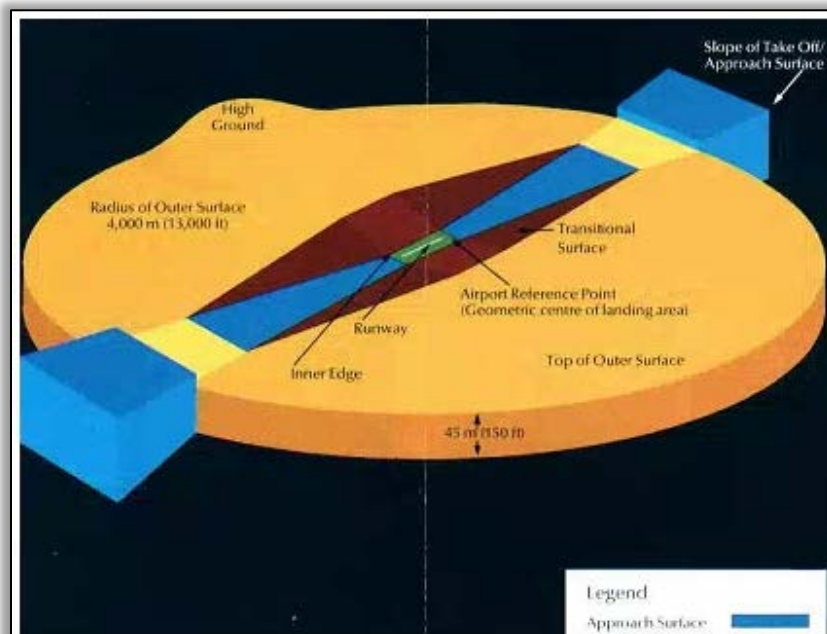 Slope of Take Off/
Approach Surface
High
Ground
Radius of Outer Surface
4,000 m (13,000 ft)
Transitional
Surface
Airport Reference Point
(Geometric centre of landing area)
Runway
Inner Edge
Top of Outer Surface
45 m (150 ft)
Legend
Approach Surface